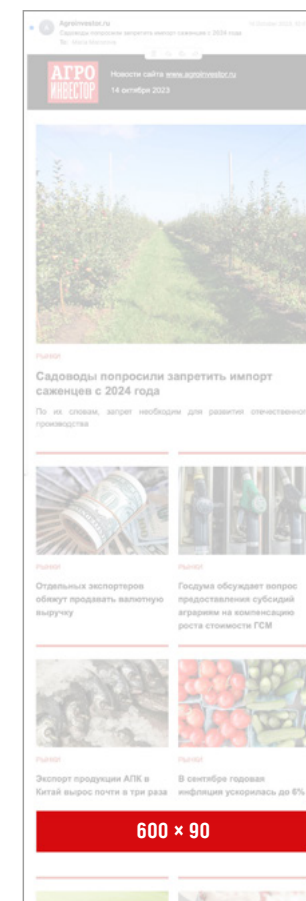 Agroinvestor.ru
Садоводы попросили запретить импорт саженцев с 2024 года
АГРО
ИНВЕСТОР
Новости сайта www.agroinvestor.ru
14 октября 2023
РЫНКИ
Садоводы попросили запретить импорт
саженцев с 2024 года
По их словам, запрет необходим для развития
производства
РЫНКИ
РЫНКИ
Отдельных экспортеров
обяжут продавать валютную
выручку
Госдума обсуждает вопрос
предоставления субсидий
аграриям на компенсацию
роста стоимости ГСМ
РЫНКИ
РЫНКИ
Экспорт продукции АПК в
Китай вырос почти в три раза
В сентябре годовая
инфляция ускорилась до 6%
600 × 90